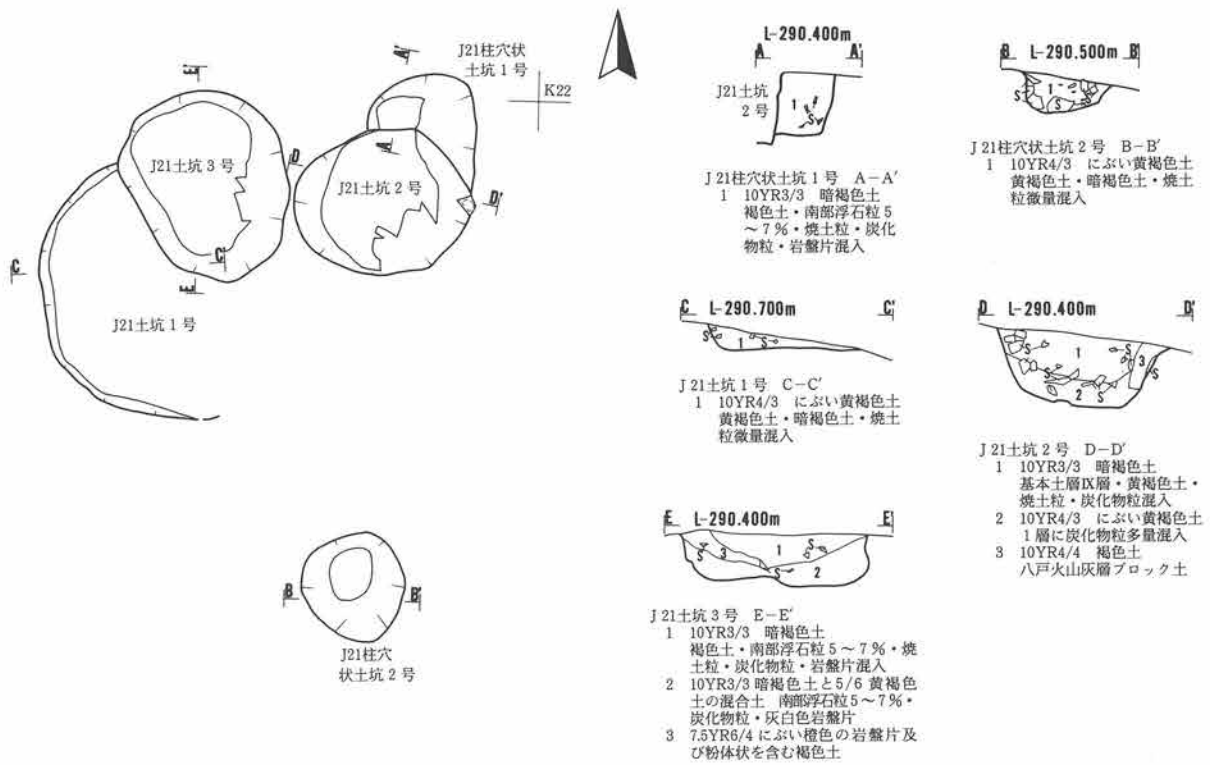 J21柱穴状
土坑1号
A'
K22
E'
J21土坑3号
D
A
J21土坑2号
D'
C
C'
E
J21土坑1号
B
B'
J21柱穴
状土坑2号
L-290.400m
A
A'
J21土坑
2号
1
S
J21柱穴状土坑1号 A-A'
1 10YR3/3 暗褐色土
褐色土・南部浮石粒5
～7％・焼土粒・炭化
物粒・岩盤片混入
B L-290.500m B'
S
1
S
S
J21柱穴状土坑2号 B-B'
1 10YR4/3 にぶい黄褐色土
黄褐色土・暗褐色土・焼土
粒微量混入
C L-290.700m C'
S
1
S
J21土坑1号 C-C'
1 10YR4/3 にぶい黄褐色土
黄褐色土・暗褐色土・焼土
粒微量混入
D L-290.400m D'
S
1
S
3
S
S
S
2
J21土坑2号 D-D'
1 10YR3/3 暗褐色土
基本土層Ⅸ層・黄褐色土・
焼土粒・炭化物粒混入
2 10YR4/3 にぶい黄褐色土
1層に炭化物粒多量混入
3 10YR4/4 褐色土
八戸火山灰層ブロック土
E L-290.400m E'
S
3
1
S
S
2
J21土坑3号 E-E'
1 10YR3/3 暗褐色土
褐色土・南部浮石粒5～7％・焼
土粒・炭化物粒・岩盤片混入
2 10YR3/3 暗褐色土と5/6 黄褐色
土の混合土 南部浮石粒5～7％・
炭化物粒・灰白色岩盤片
3 7.5YR6/4 にぶい橙色の岩盤片及
び粉体状を含む褐色土